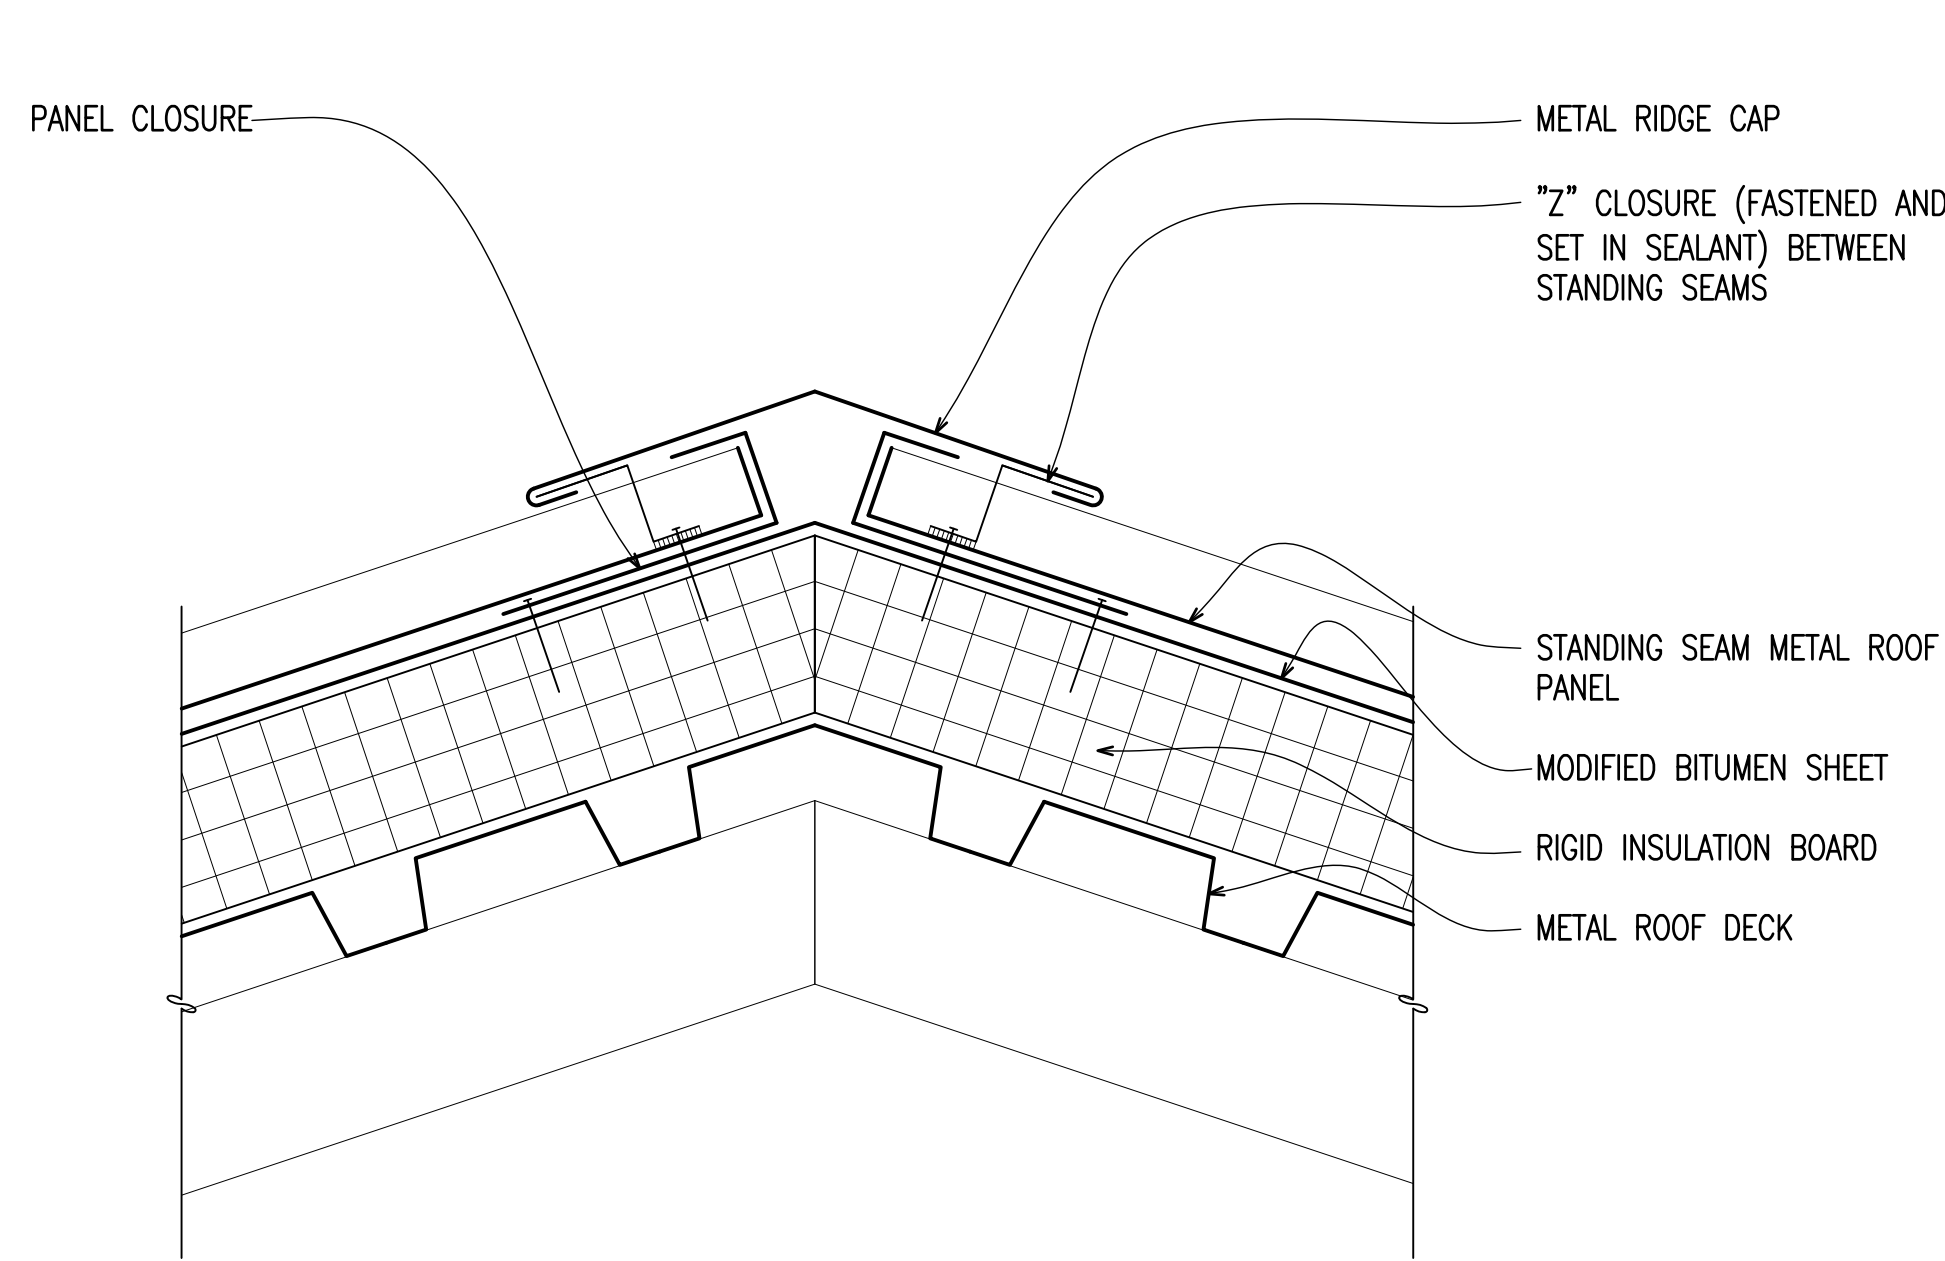 PANEL CLOSURE
METAL RIDGE CAP
"Z" CLOSURE (FASTENED AND
SET IN SEALANT) BETWEEN
STANDING SEAMS
STANDING SEAM METAL ROOF
PANEL
MODIFIED BITUMEN SHEET
RIGID INSULATION BOARD
METAL ROOF DECK